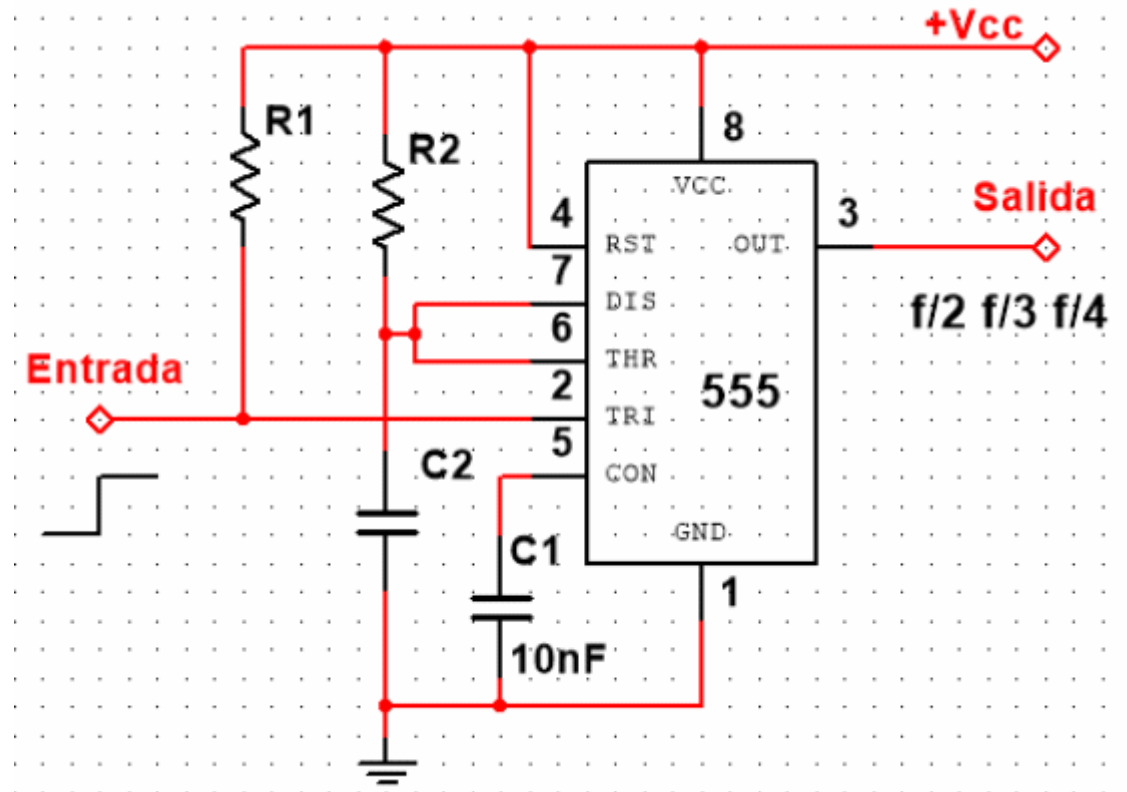 +Vcc
R1
R2
8
VCC
4
RST
OUT
3
Salida
7
DIS
f/2 f/3 f/4
6
THR
Entrada
2
TRI
555
5
CON
C2
GND
C1
1
10nF